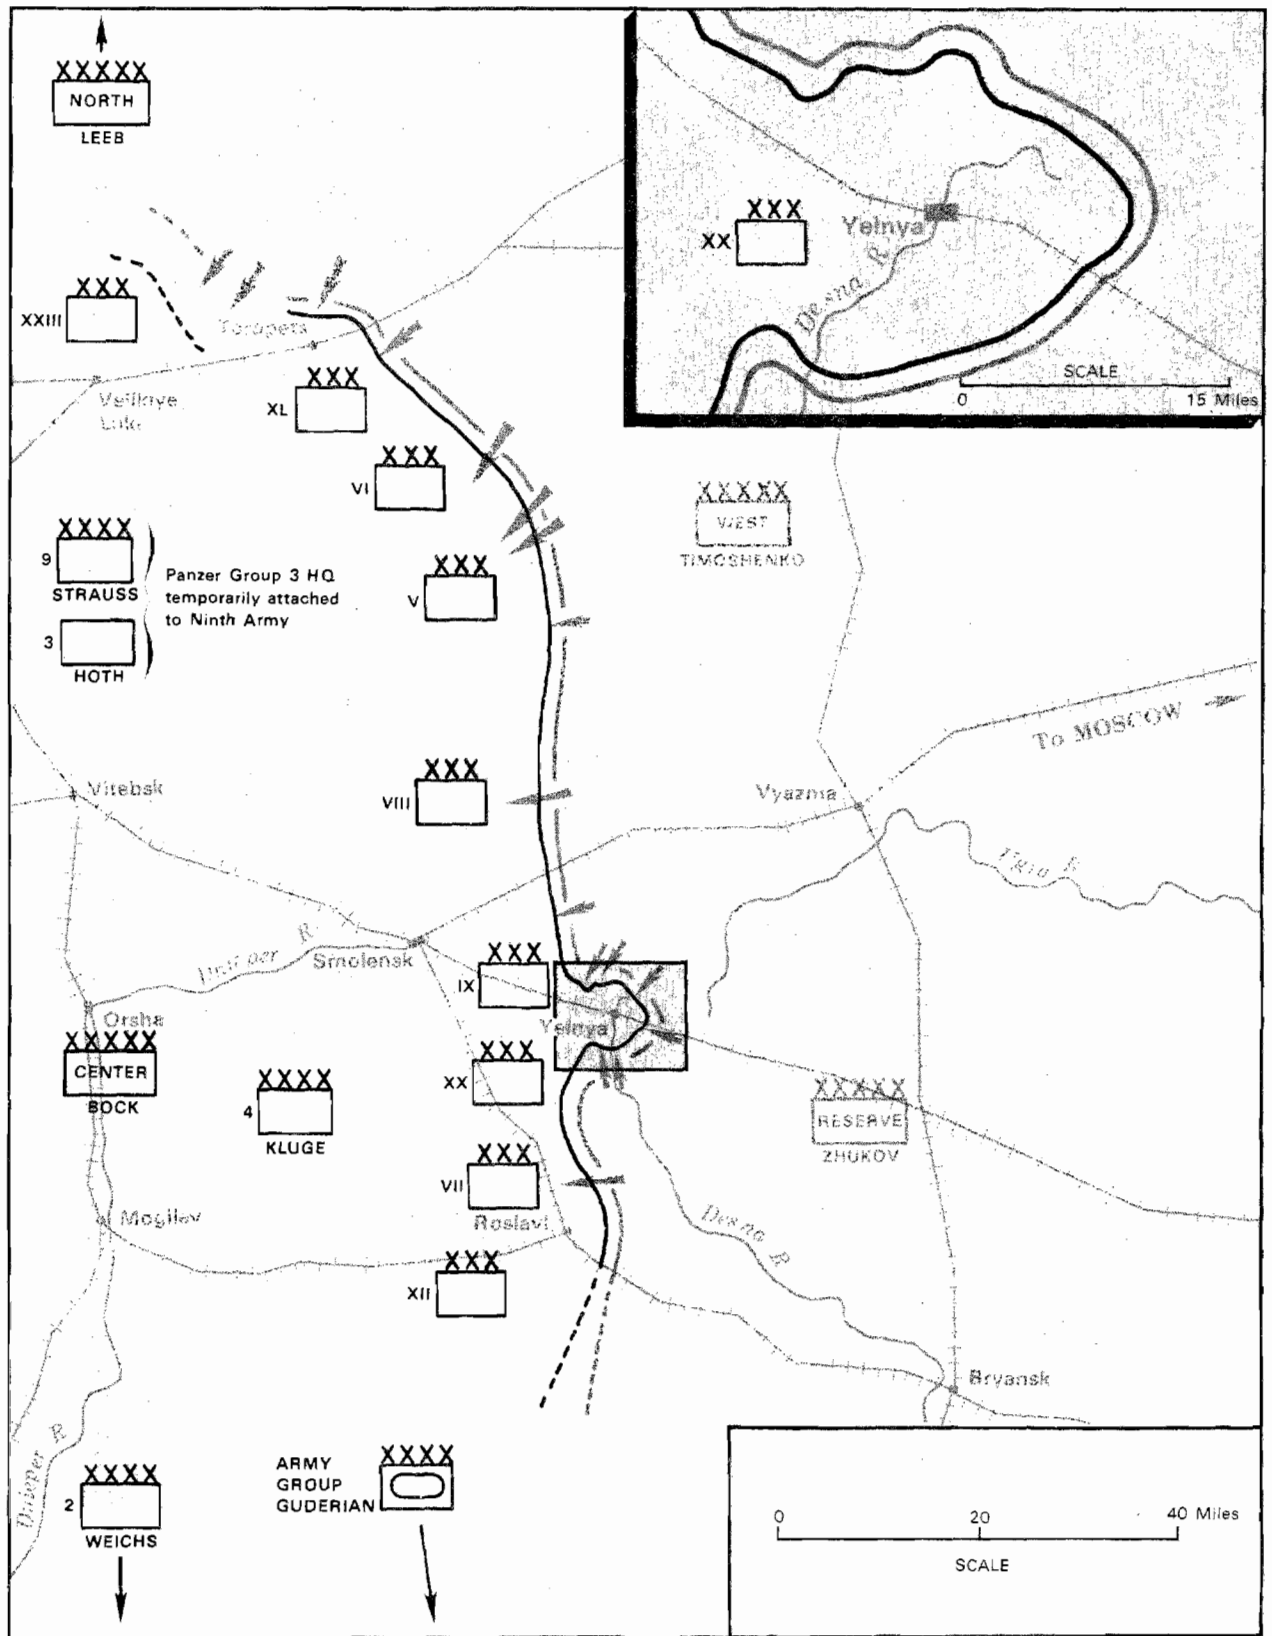 XXXXX
NORTH
LEEB
XXX
XX
Yelnya
Desna R.
SCALE
0 15 Miles
XXX
XXIII
Toropets
XXX
XL
Velikiye
Luki
XXX
VI
XXXXX
WEST
TIMOSHENKO
XXXX
9
STRAUSS
3
HOTH
Panzer Group 3 HQ
temporarily attached
to Ninth Army
XXX
V
To MOSCOW
XXX
VIII
Vitebsk
Vyazma
R.
Smolensk
Dnieper R.
XXX
IX
Orsha
Yelnya
XXXXX
CENTER
BOCK
XXXX
4
KLUGE
XXX
XX
XXXXX
RESERVE
ZHUKOV
XXX
VII
Roslavl
Mogilev
Desna R.
XXX
XII
Bryansk
Dnieper R.
XXXX
2
WEICHS
ARMY
GROUP
GUDERIAN
XXXX
0 20 40 Miles
SCALE